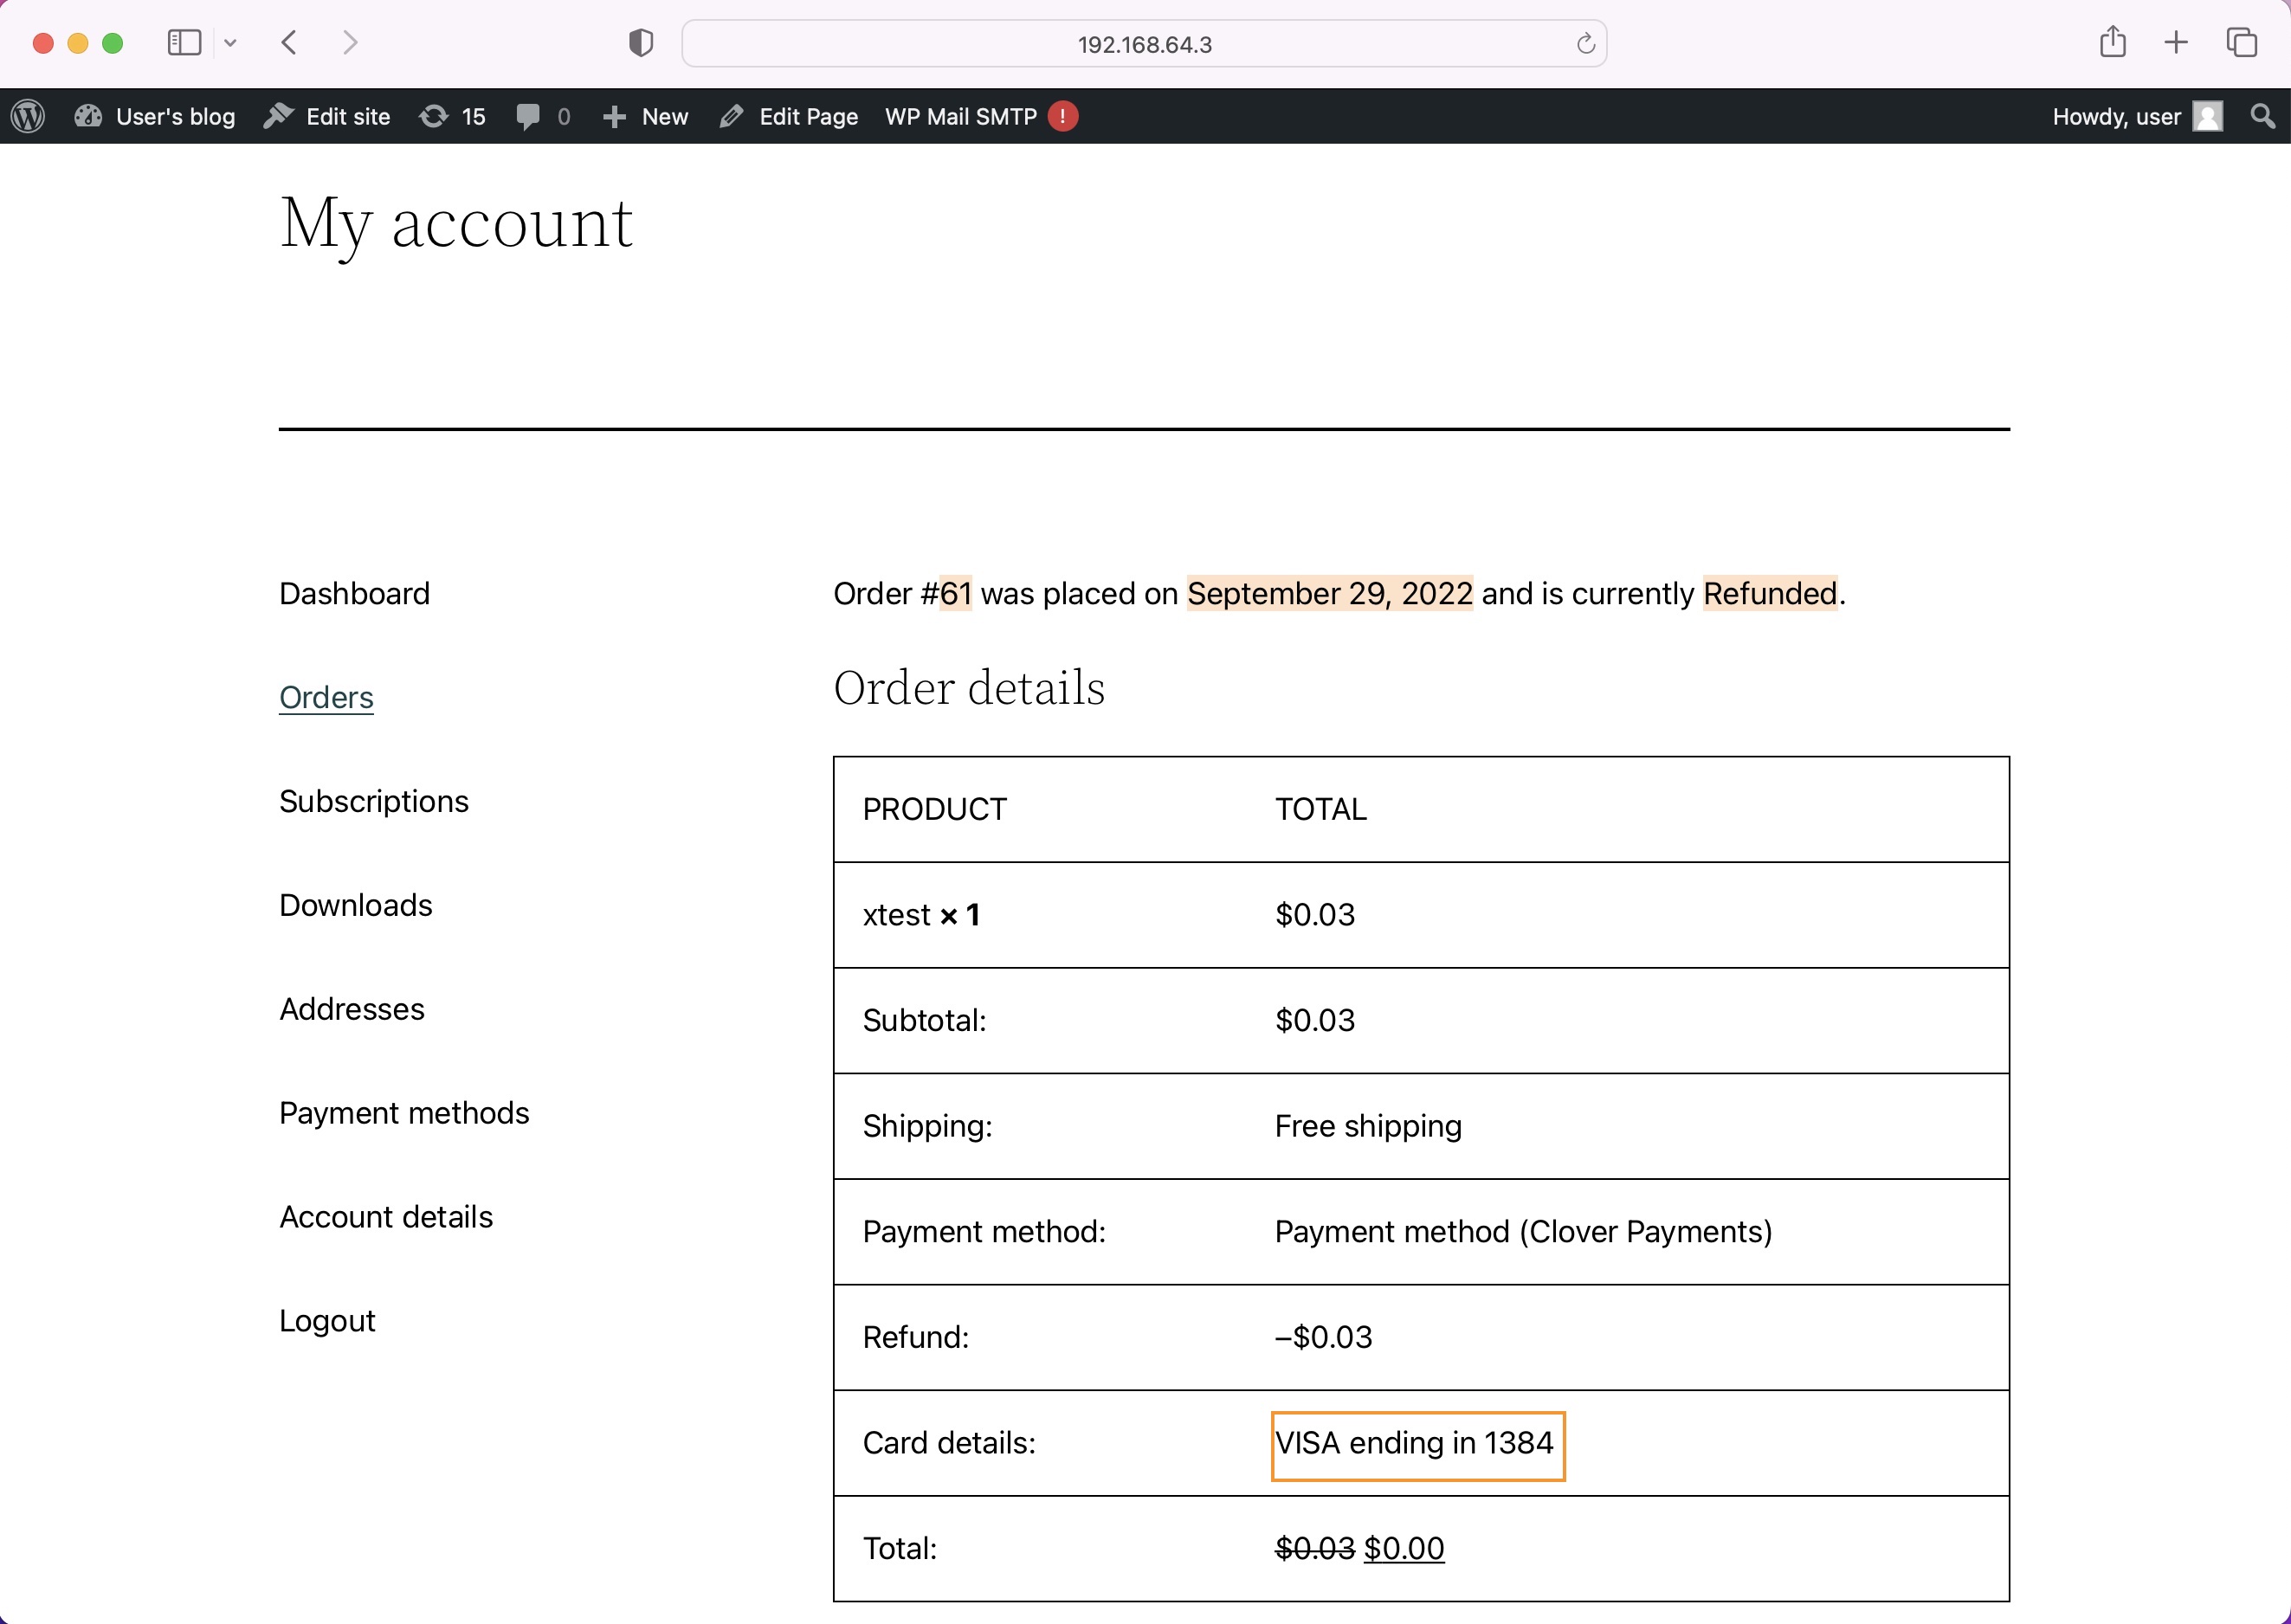 192.168.64.3
User's blog Edit site 15 0 New Edit Page WP Mail SMTP ! Howdy, user
My account
Dashboard
Orders
Subscriptions
Downloads
Addresses
Payment methods
Account details
Logout
Order #61 was placed on September 29, 2022 and is currently Refunded.
Order details
PRODUCT TOTAL
xtest × 1 $0.03
Subtotal: $0.03
Shipping: Free shipping
Payment method: Payment method (Clover Payments)
Refund: –$0.03
Card details: VISA ending in 1384
Total: $0.03 $0.00